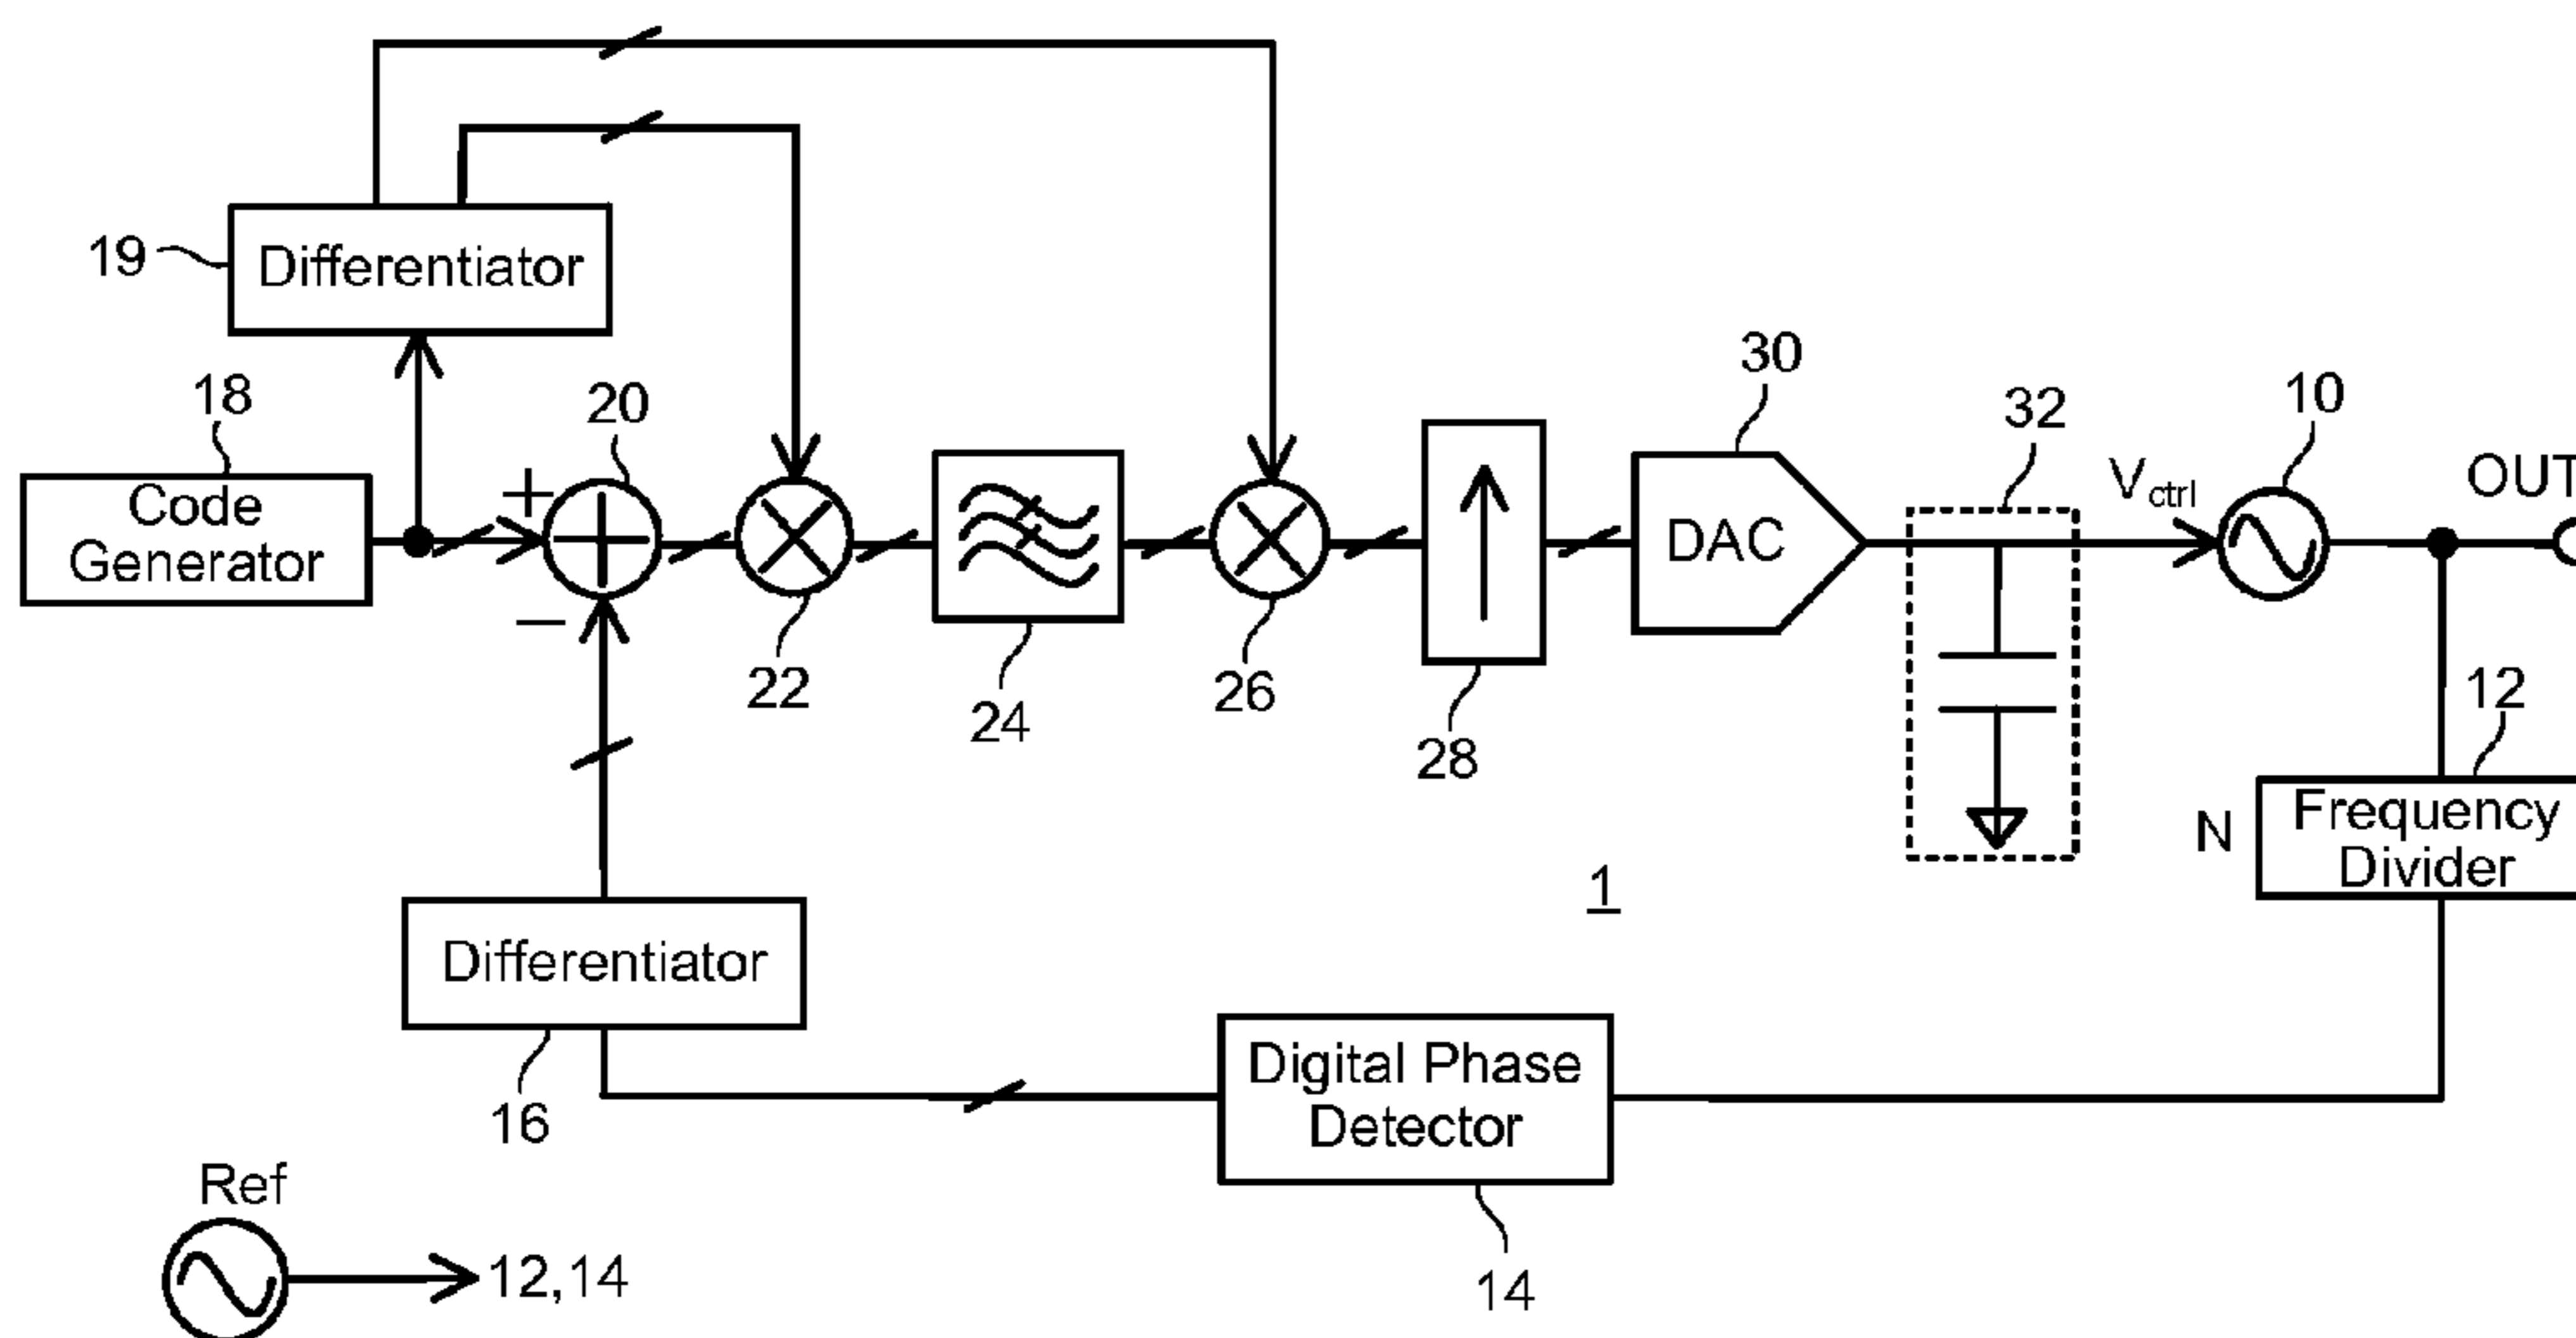 19
Differentiator
18
20
30
32
10
Code
Generator
+
DAC
V_ctrl
OUT
−
22
24
26
28
12
N
Frequency
Divider
1
Differentiator
16
Digital Phase
Detector
14
Ref
12,14